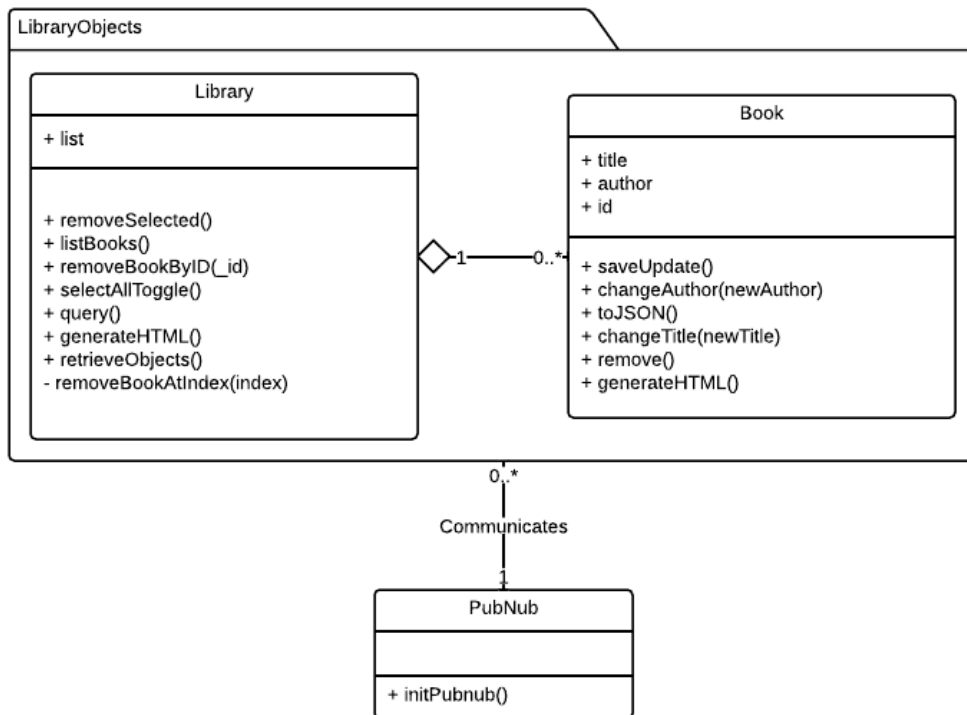 LibraryObjects
Library
+ list
+ removeSelected()
+ listBooks()
+ removeBookByID(_id)
+ selectAllToggle()
+ query()
+ generateHTML()
+ retrieveObjects()
- removeBookAtIndex(index)
1
0..*
Book
+ title
+ author
+ id
+ saveUpdate()
+ changeAuthor(newAuthor)
+ toJSON()
+ changeTitle(newTitle)
+ remove()
+ generateHTML()
0..*
Communicates
1
PubNub
+ initPubnub()